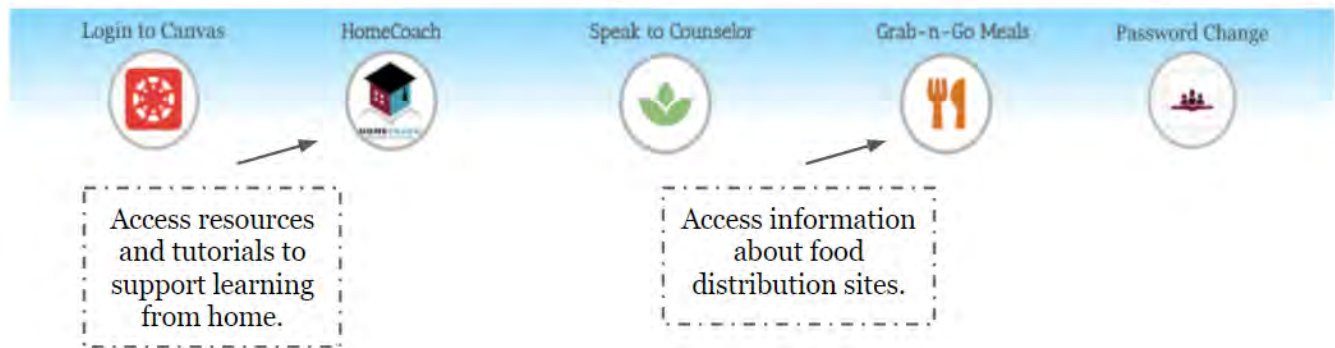 Login to Canvas
HomeCoach
Speak to Counselor
Grab-n-Go Meals
Password Change
HOMECOACH
Access resources
and tutorials to
support learning
from home.
Access information
about food
distribution sites.